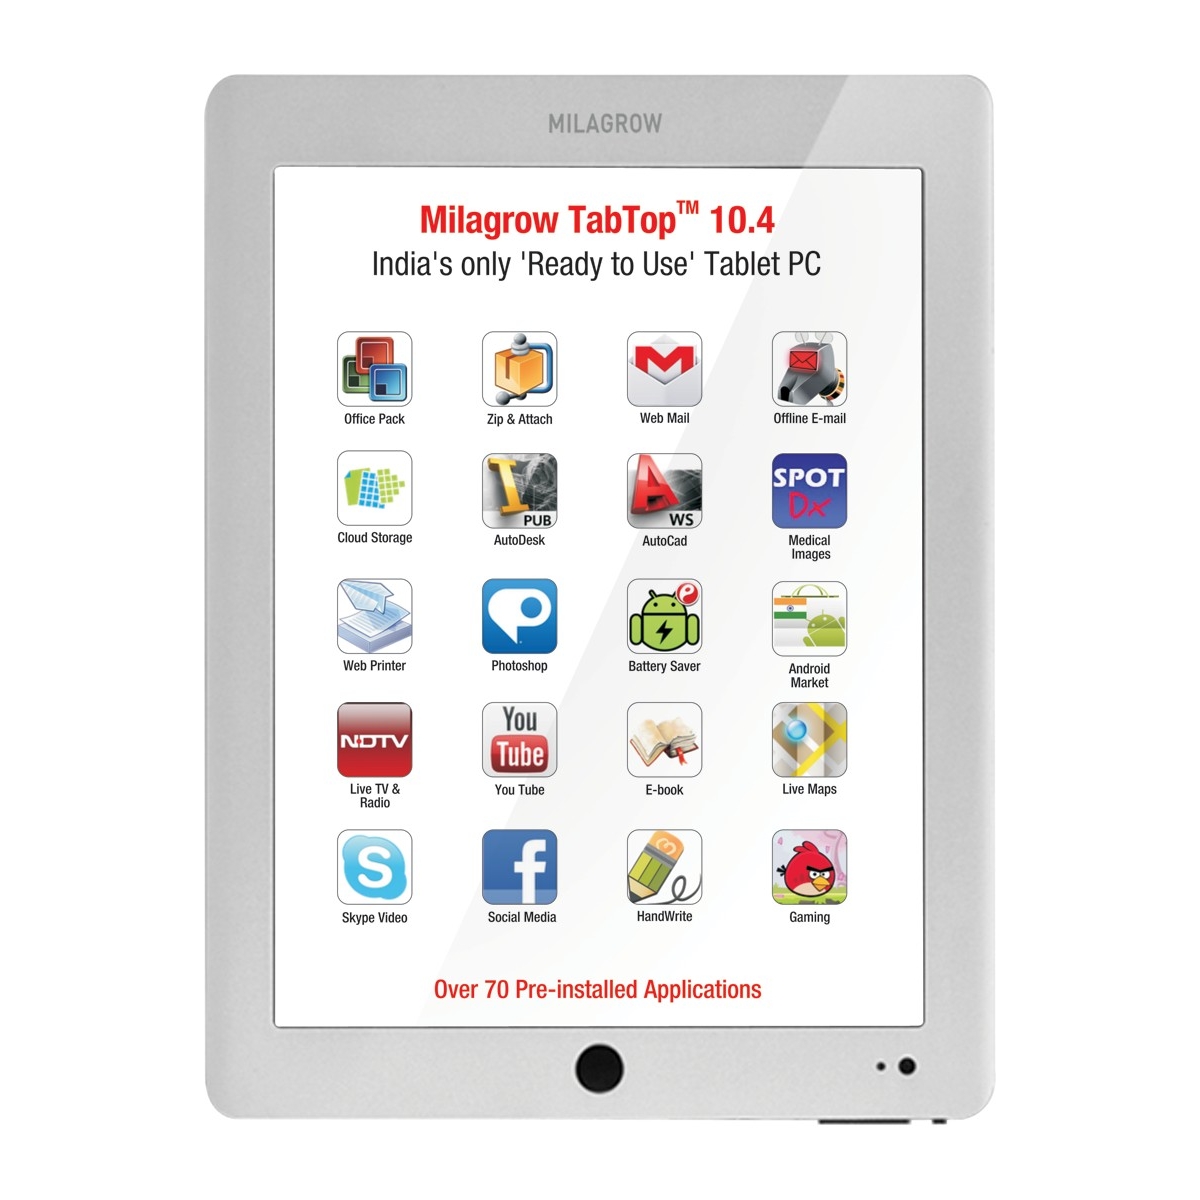 MILAGROW
Milagrow TabTop™ 10.4
India's only 'Ready to Use' Tablet PC
Office Pack
Zip & Attach
Web Mail
Offline E-mail
PUB
WS
SPOT
Dx
Cloud Storage
AutoDesk
AutoCad
Medical
Images
Web Printer
Photoshop
Battery Saver
Android
Market
NDTV
You
Tube
Live TV &
Radio
You Tube
E-book
Live Maps
Skype Video
Social Media
HandWrite
Gaming
Over 70 Pre-installed Applications